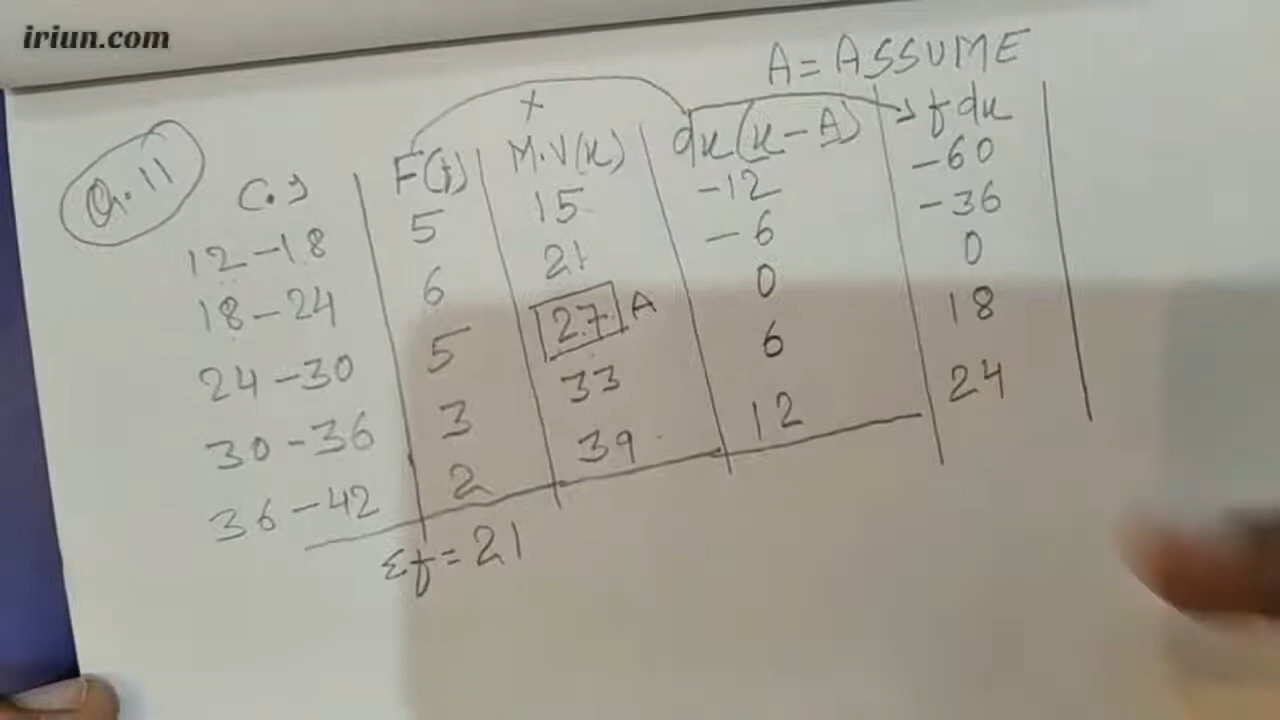 iriun.com
A = ASSUME
Q.11
C.I F(f) M.V(x) dx(x-A) fdx
×
12-18 5 15 -12 -60
18-24 6 21 -6 -36
24-30 5 27 A 0 0
30-36 3 33 6 18
36-42 2 39 12 24
Σf = 21